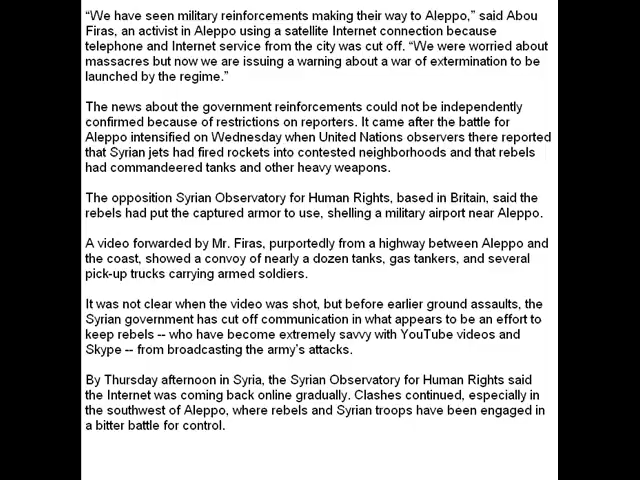 “We have seen military reinforcements making their way to Aleppo,” said Abou
Firas, an activist in Aleppo using a satellite Internet connection because
telephone and Internet service from the city was cut off. “We were worried about
massacres but now we are issuing a warning about a war of extermination to be
launched by the regime.”
The news about the government reinforcements could not be independently
confirmed because of restrictions on reporters. It came after the battle for
Aleppo intensified on Wednesday when United Nations observers there reported
that Syrian jets had fired rockets into contested neighborhoods and that rebels
had commandeered tanks and other heavy weapons.
The opposition Syrian Observatory for Human Rights, based in Britain, said the
rebels had put the captured armor to use, shelling a military airport near Aleppo.
A video forwarded by Mr. Firas, purportedly from a highway between Aleppo and
the coast, showed a convoy of nearly a dozen tanks, gas tankers, and several
pick-up trucks carrying armed soldiers.
It was not clear when the video was shot, but before earlier ground assaults, the
Syrian government has cut off communication in what appears to be an effort to
keep rebels -- who have become extremely savvy with YouTube videos and
Skype -- from broadcasting the army’s attacks.
By Thursday afternoon in Syria, the Syrian Observatory for Human Rights said
the Internet was coming back online gradually. Clashes continued, especially in
the southwest of Aleppo, where rebels and Syrian troops have been engaged in
a bitter battle for control.